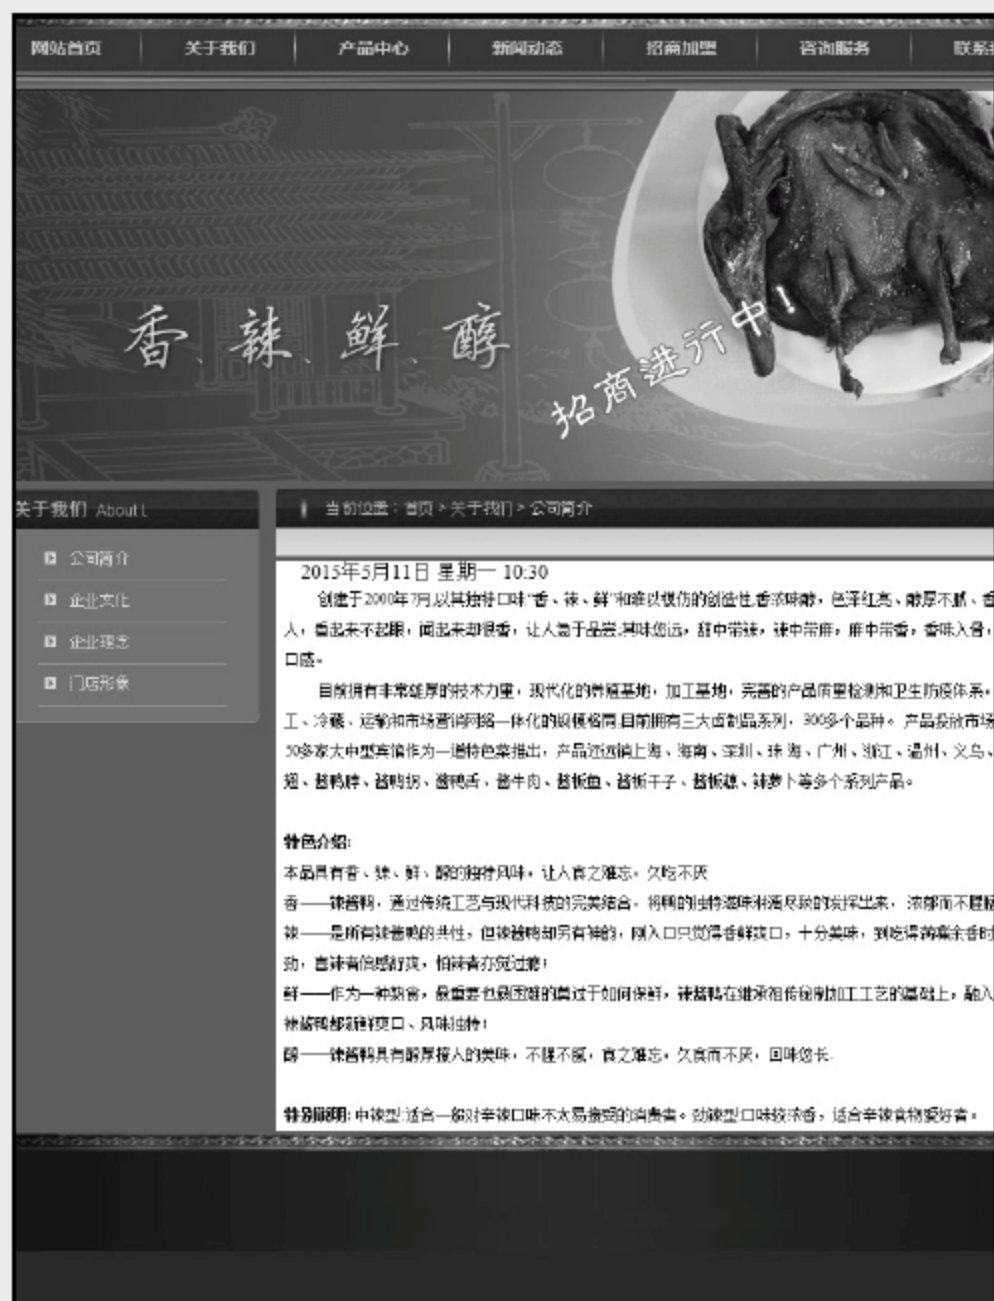 网站首页 关于我们 产品中心 新闻动态 招商加盟 咨询服务 联系
香、辣、鲜、醇
招商进行中!
关于我们 About U
当前位置:首页 > 关于我们 > 公司简介
公司简介
企业文化
企业理念
门店形象
2015年5月11日 星期一 10:30
创建于2000年7月,以其独特口味“香、辣、鲜”和难以模仿的创造性,香浓味醇,色泽红亮、醇厚不腻、香
人,看起来不起眼,闻起来却很香,让人急于品尝;其味悠远,甜中带辣,辣中带麻,麻中带香,香味入骨,
口感。
目前拥有非常雄厚的技术力量,现代化的养殖基地,加工基地,完善的产品质量检测和卫生防疫体系。
工、冷藏、运输和市场营销网络一体化的规模格局,目前拥有三大卤制品系列,300多个品种。 产品投放市场
50多家大中型宾馆作为一道特色菜推出,产品还远销上海、海南、深圳、珠海、广州、浙江、温州、义乌、
翅、酱鸭脖、酱鸭、酱鸭舌、酱牛肉、酱板鱼、酱板干子、酱板、辣萝卜等多个系列产品。
特色介绍:
本品具有香、辣、鲜、醇的独特风味,让人食之难忘。久吃不厌
香——辣酱鸭,通过传统工艺与现代科技的完美结合。将鸭的独特滋味淋漓尽致的发挥出来,浓郁而不腥腻
辣——是所有辣酱鸭的共性,但辣酱鸭却另有神韵,刚入口只觉得香鲜爽口,十分美味,到吃得满嘴余香时
劲,喜辣者倍感舒爽,怕辣者亦觉过瘾!
鲜——作为一种熟食,最重要也最困难的莫过于如何保鲜,辣酱鸭在继承祖传秘制加工工艺的基础上,融入
辣酱鸭都新鲜爽口、风味独特!
醇——辣酱鸭具有醇厚撩人的美味,不腥不腻,食之难忘,久食而不厌,回味悠长.
特别说明: 中辣型:适合一般对辛辣口味不太易接受的消费者。劲辣型:口味较浓香,适合辛辣食物爱好者。